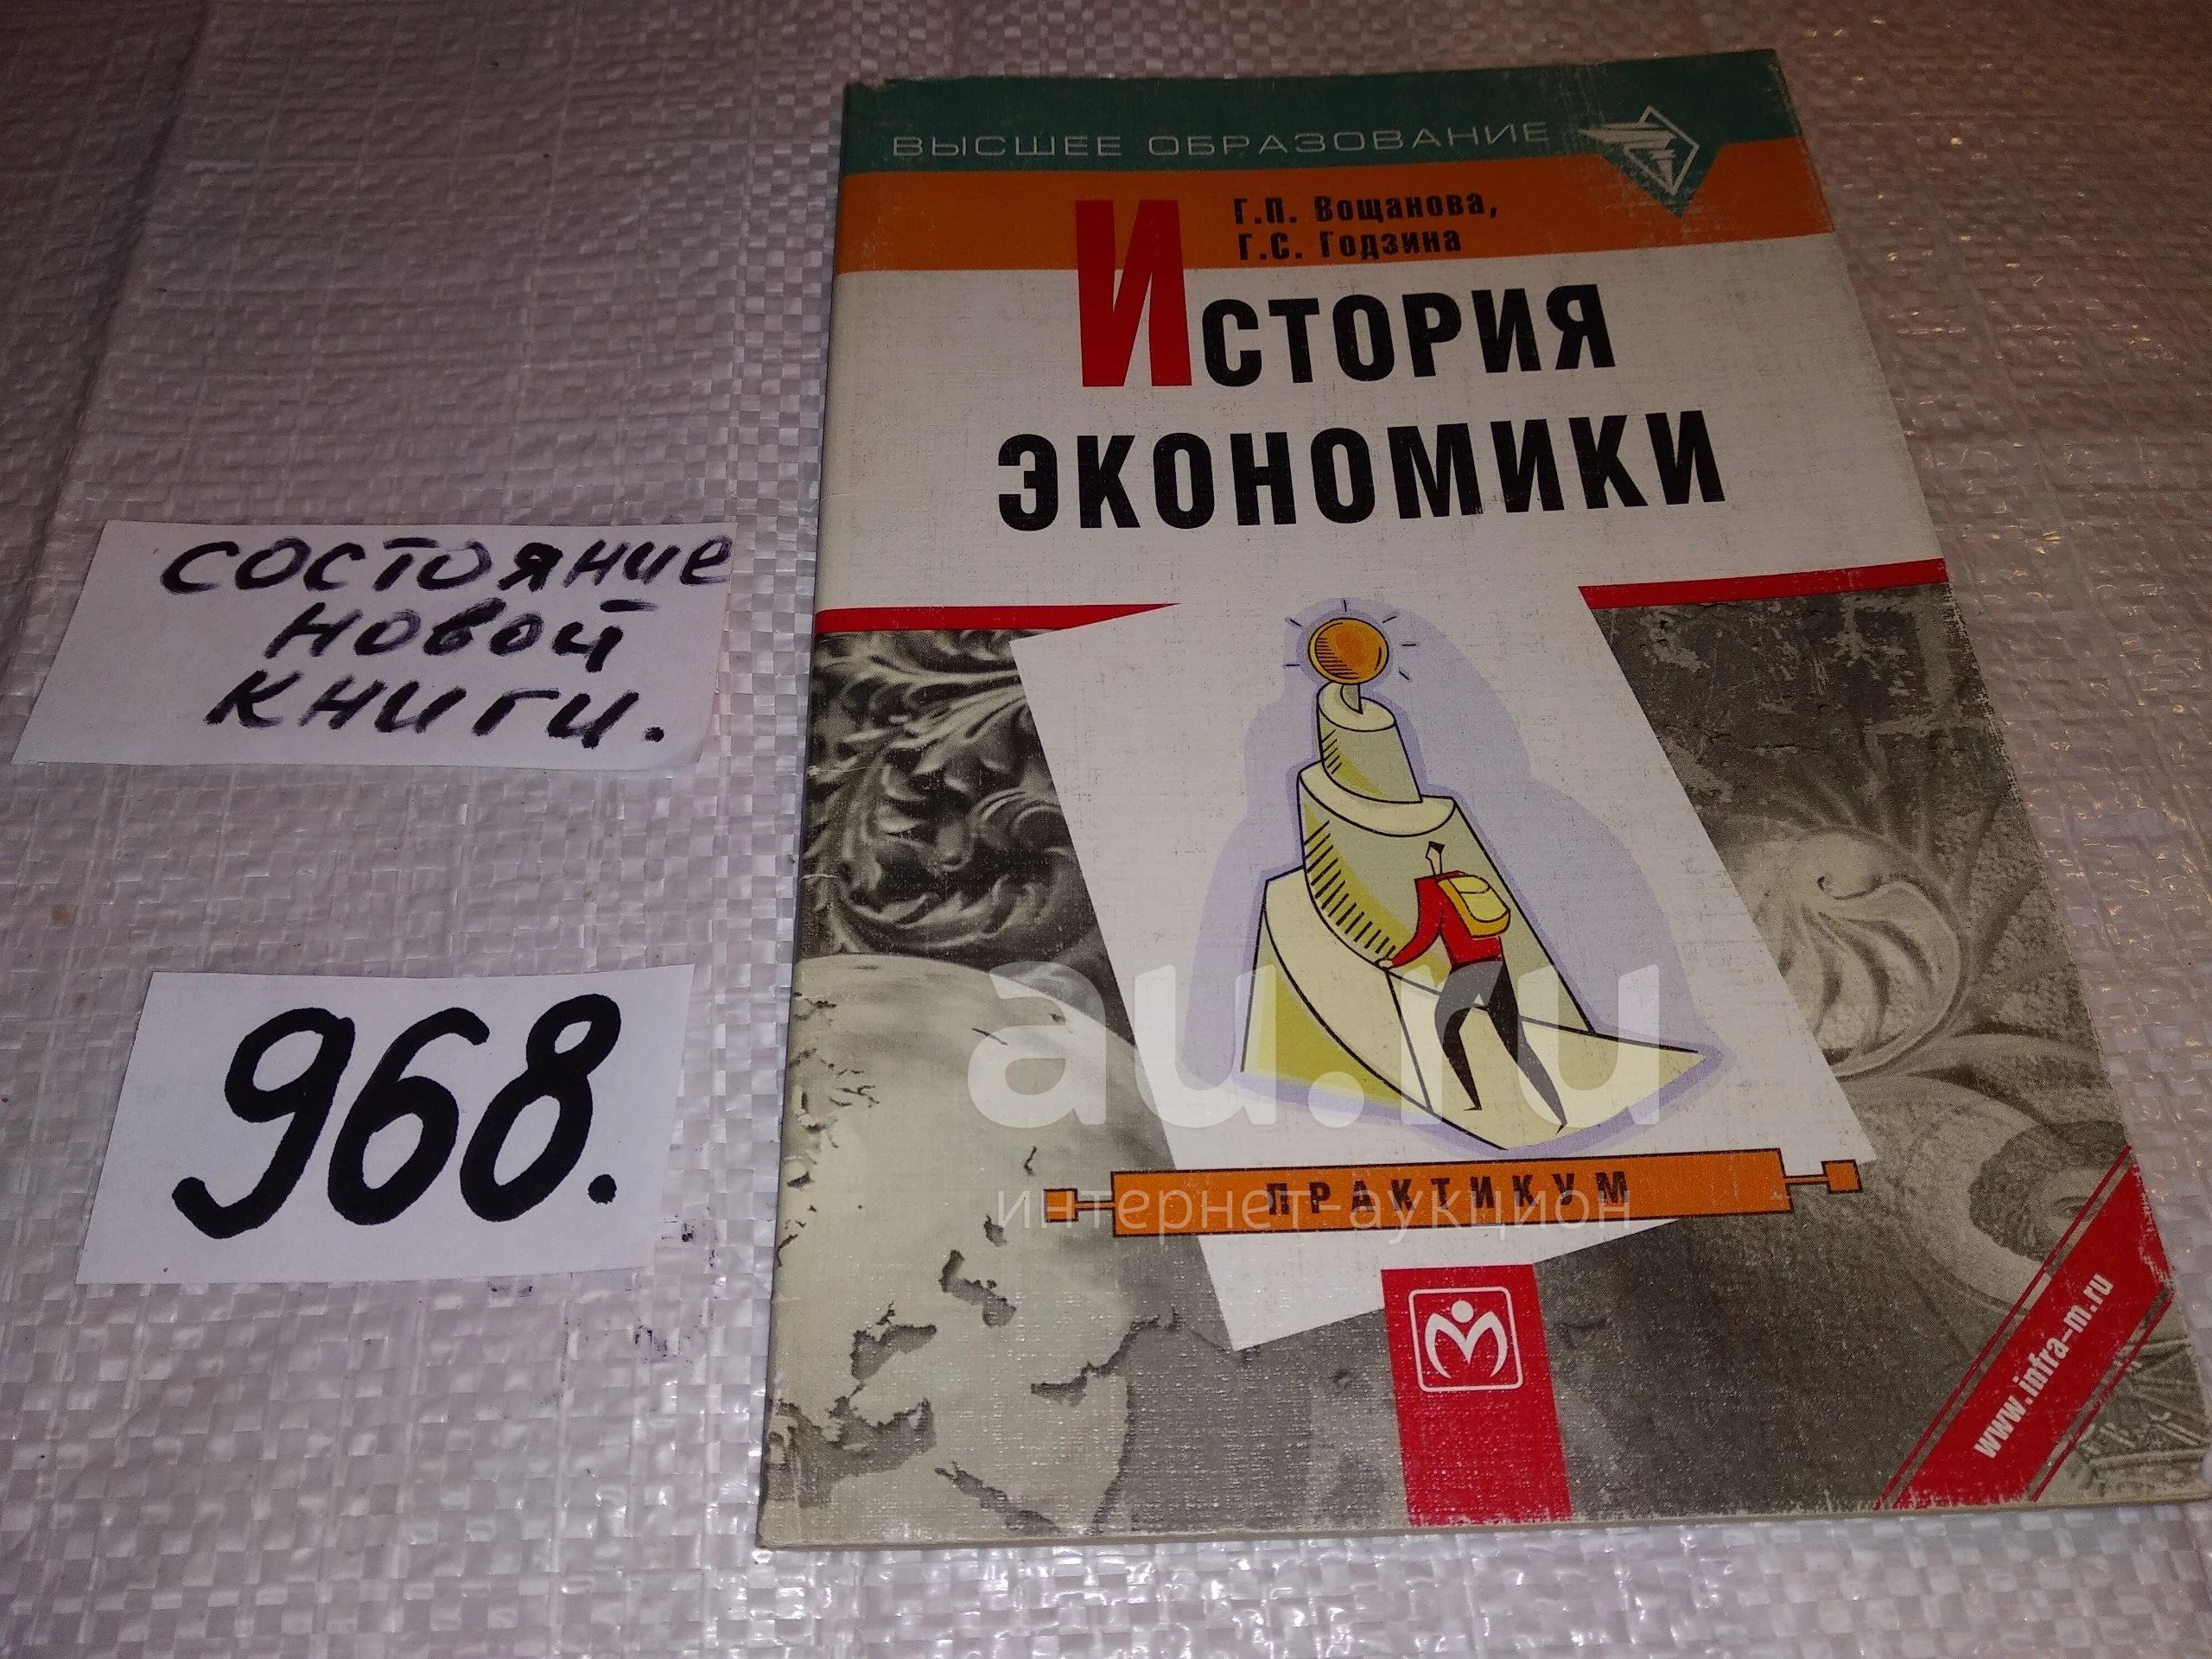 ВЫСШЕЕ ОБРАЗОВАНИЕ
Г.П. Вощанова,
Г.С. Годзина
ИСТОРИЯ
ЭКОНОМИКИ
состояние
новой
книги.
968.
au.ru
интернет-аукцион
ПРАКТИКУМ
www.infra-m.ru